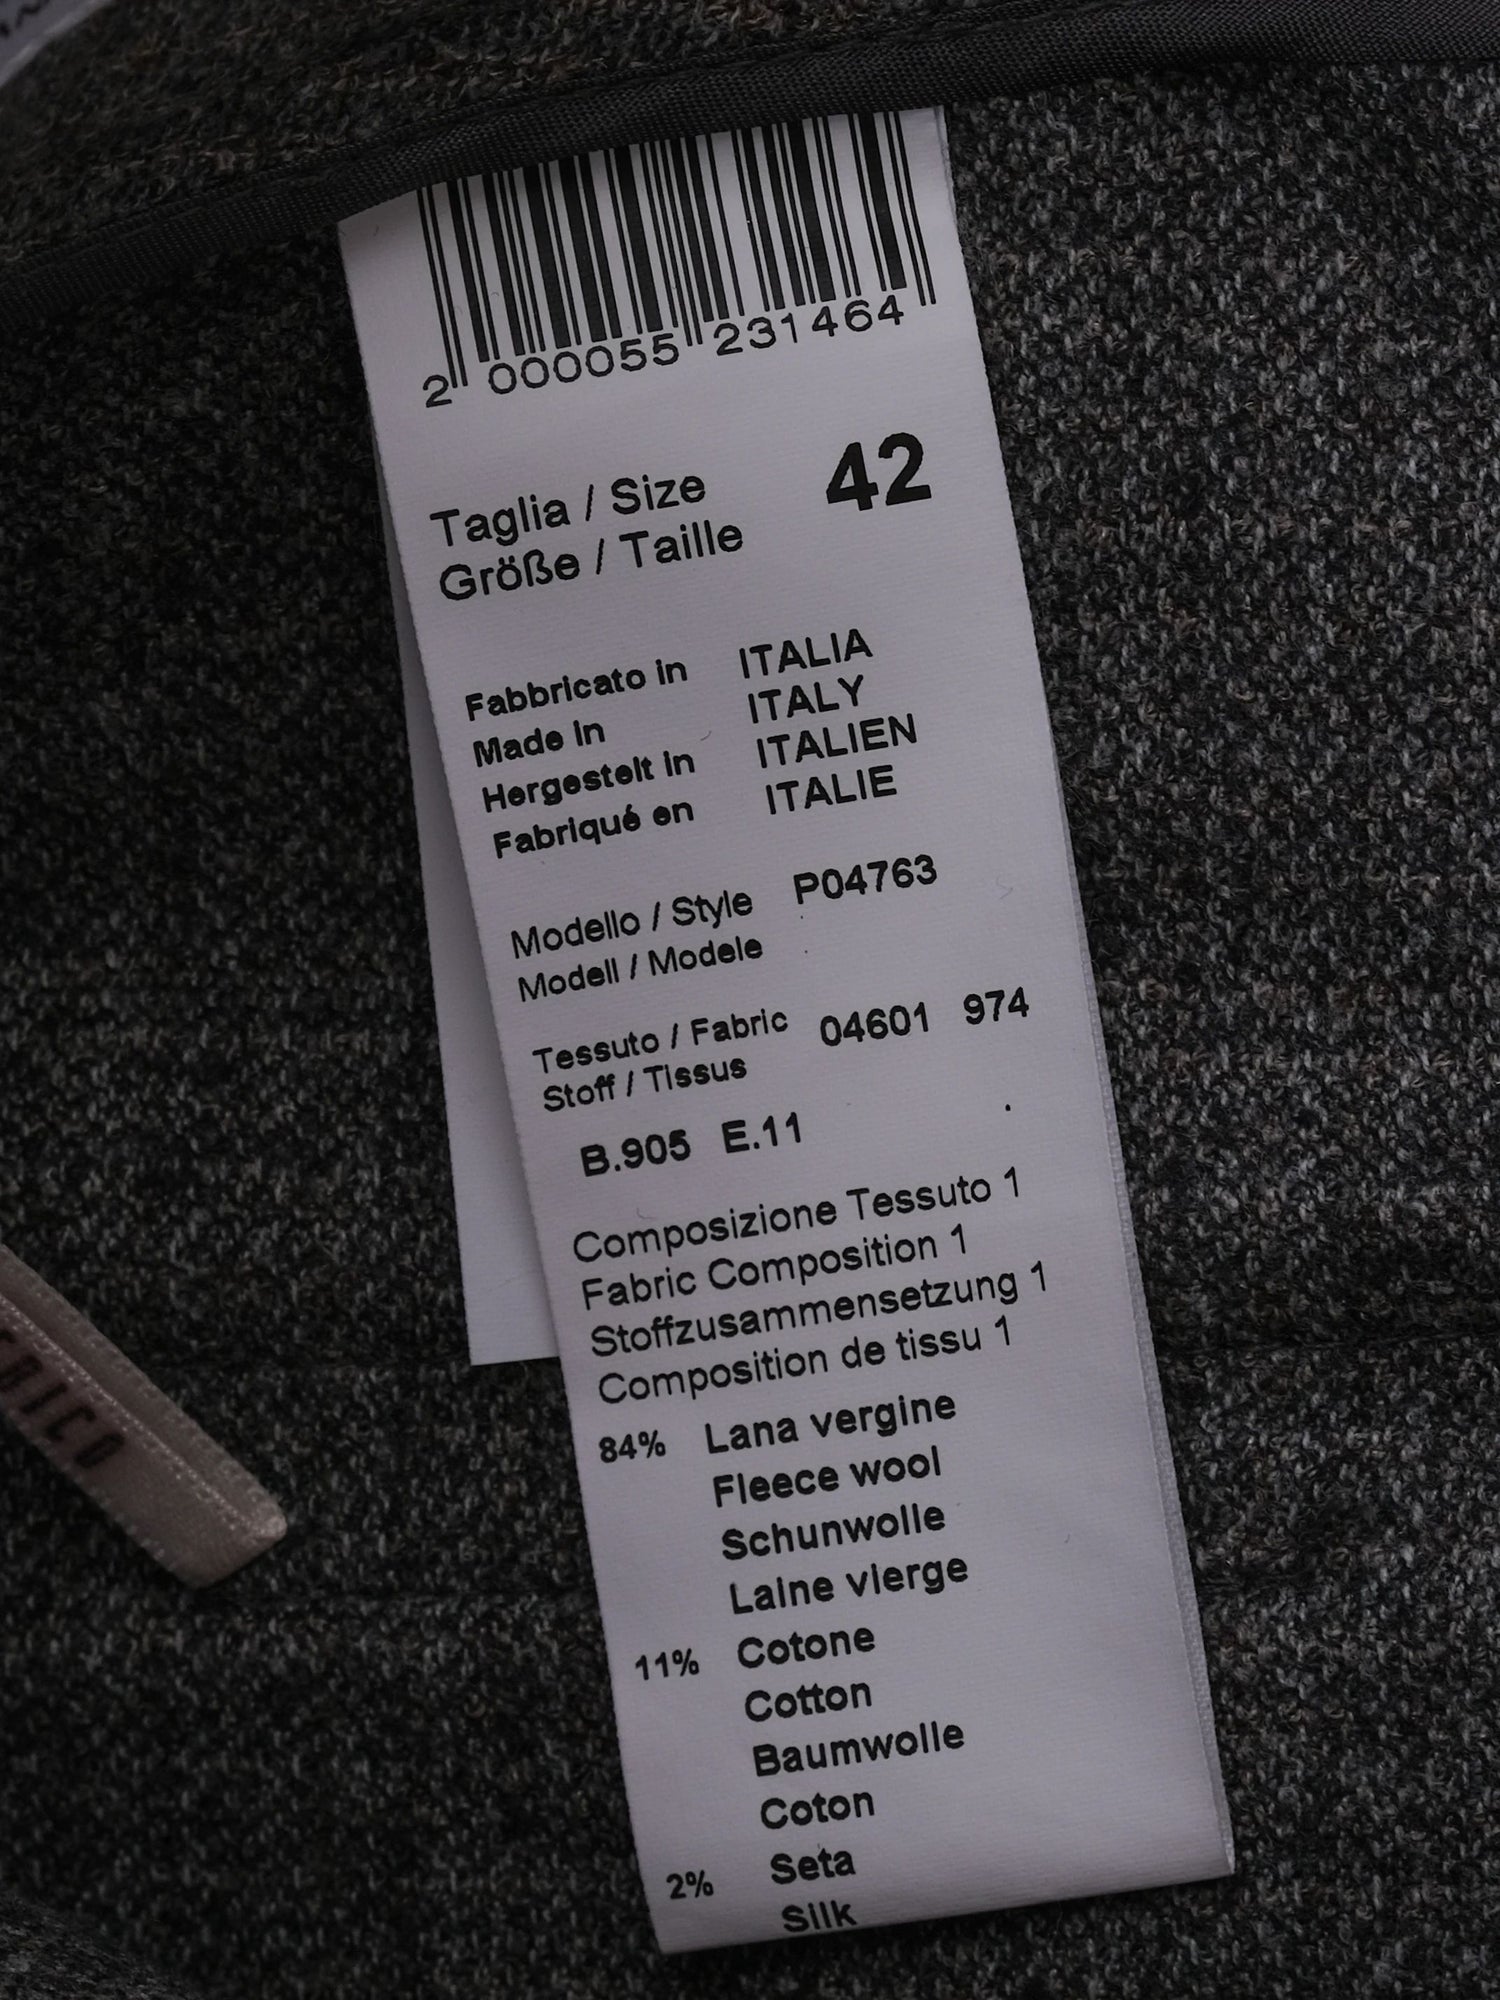 2 000055 231464
Taglia / Size 42
Größe / Taille
Fabbricato in ITALIA
Made in ITALY
Hergestelt in ITALIEN
Fabriqué en ITALIE
Modello / Style P04763
Modell / Modele
Tessuto / Fabric 04601 974
Stoff / Tissus
B.905 E.11
Composizione Tessuto 1
Fabric Composition 1
Stoffzusammensetzung 1
Composition de tissu 1
84% Lana vergine
Fleece wool
Schunwolle
Laine vierge
11% Cotone
Cotton
Baumwolle
Coton
2% Seta
Silk